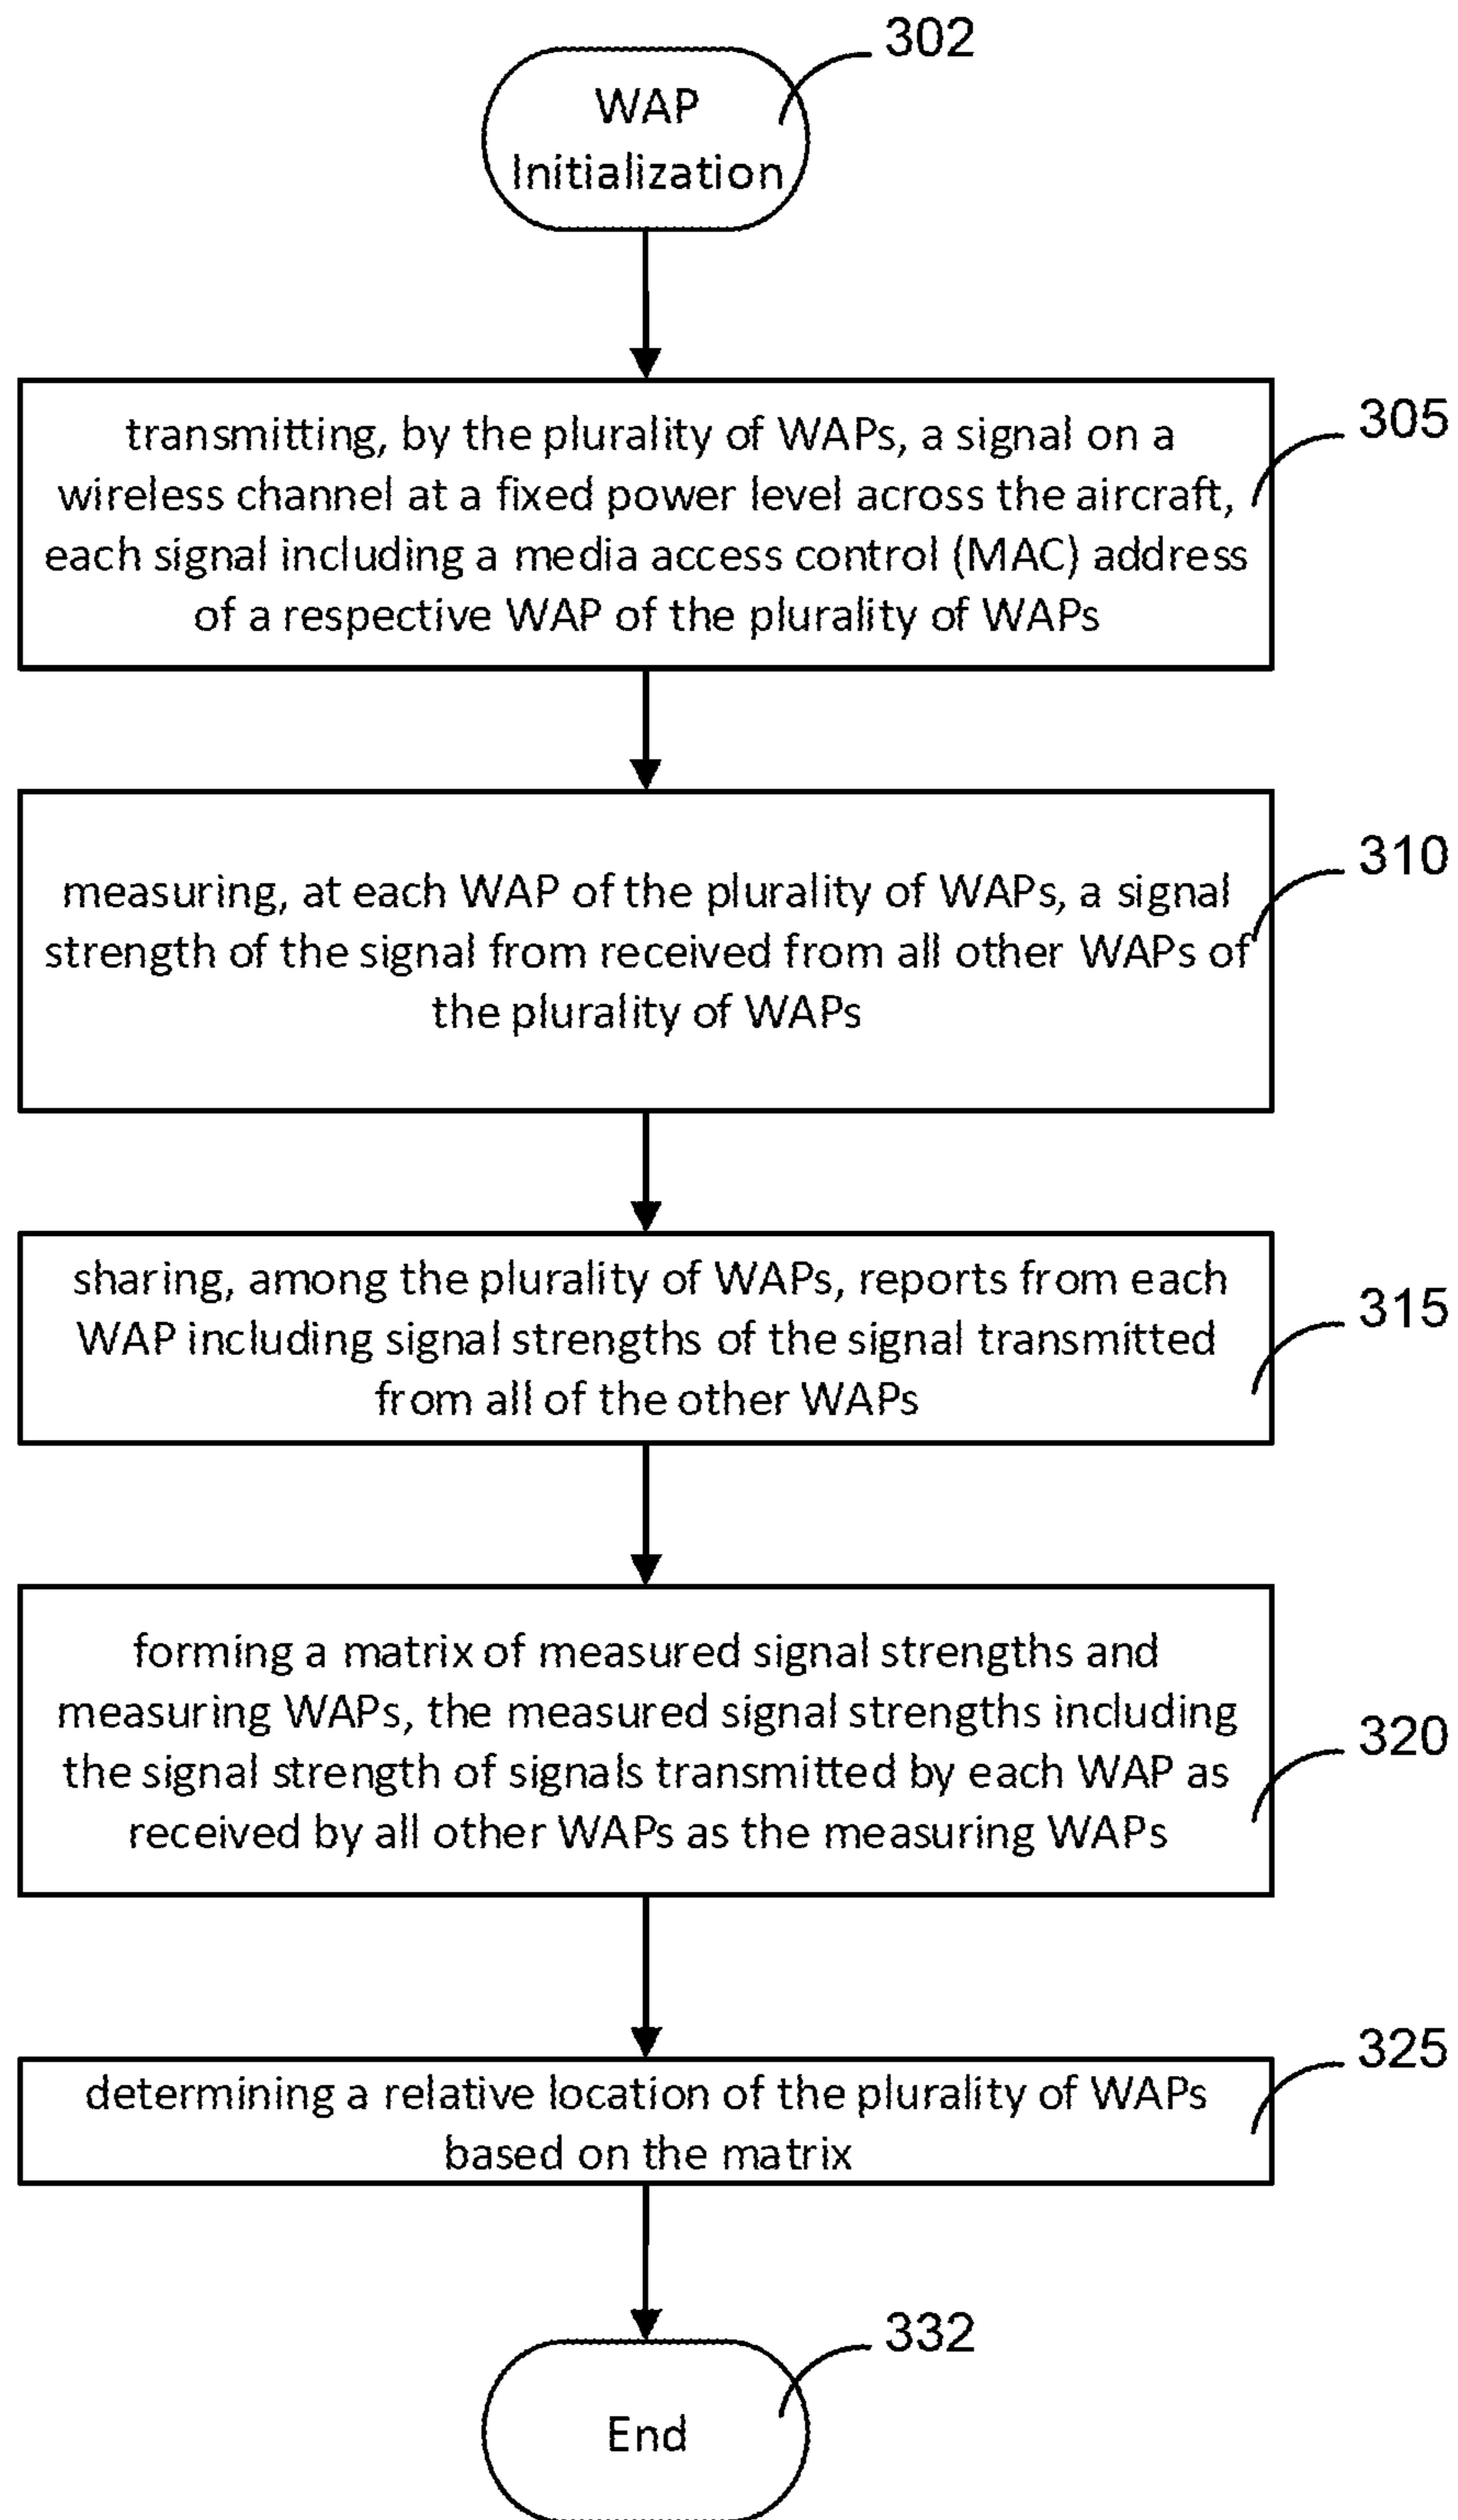 302
WAP
Initialization
305
transmitting, by the plurality of WAPs, a signal on a
wireless channel at a fixed power level across the aircraft,
each signal including a media access control (MAC) address
of a respective WAP of the plurality of WAPs
310
measuring, at each WAP of the plurality of WAPs, a signal
strength of the signal from received from all other WAPs of
the plurality of WAPs
315
sharing, among the plurality of WAPs, reports from each
WAP including signal strengths of the signal transmitted
from all of the other WAPs
320
forming a matrix of measured signal strengths and
measuring WAPs, the measured signal strengths including
the signal strength of signals transmitted by each WAP as
received by all other WAPs as the measuring WAPs
325
determining a relative location of the plurality of WAPs
based on the matrix
332
End